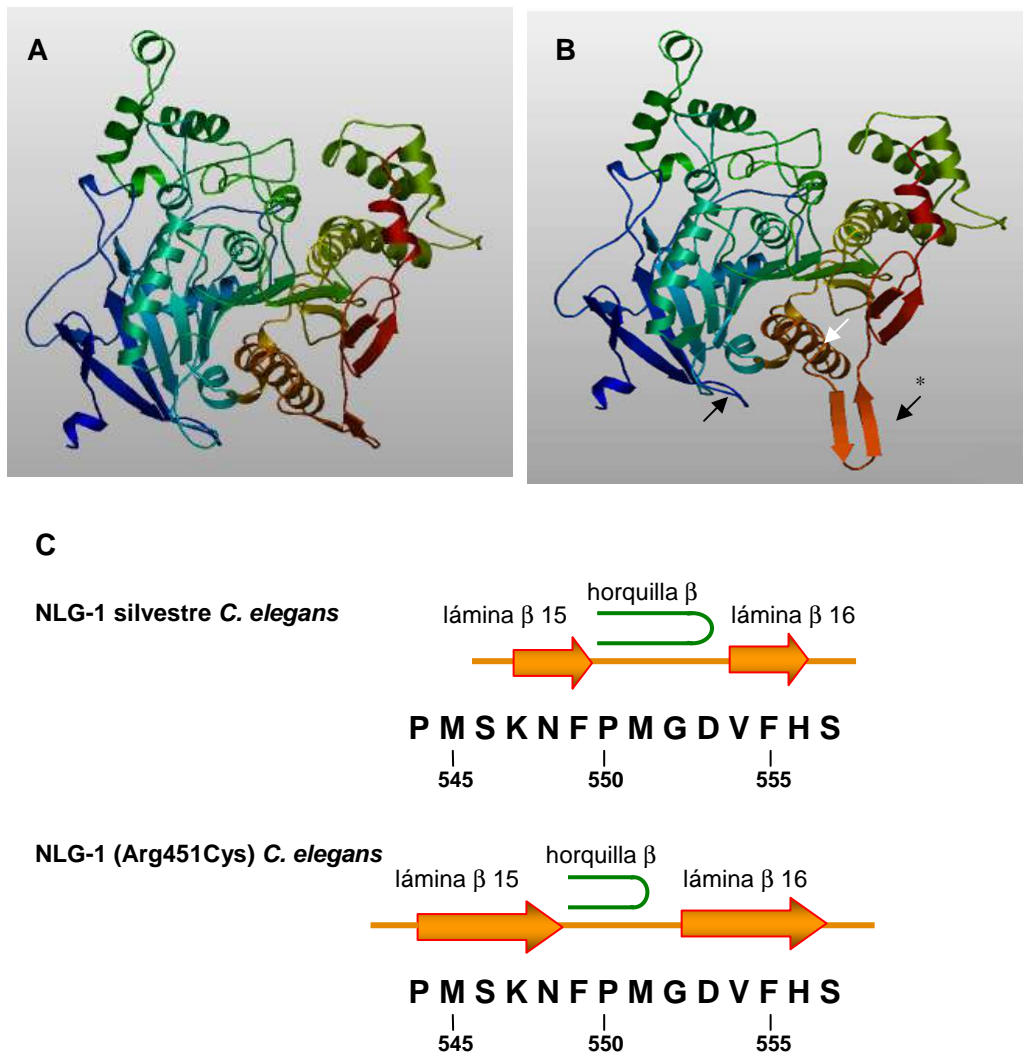 A
B
*
C
NLG-1 silvestre C. elegans
lámina β 15
horquilla β
lámina β 16
P M S K N F P M G D V F H S
545 550 555
NLG-1 (Arg451Cys) C. elegans
lámina β 15
horquilla β
lámina β 16
P M S K N F P M G D V F H S
545 550 555